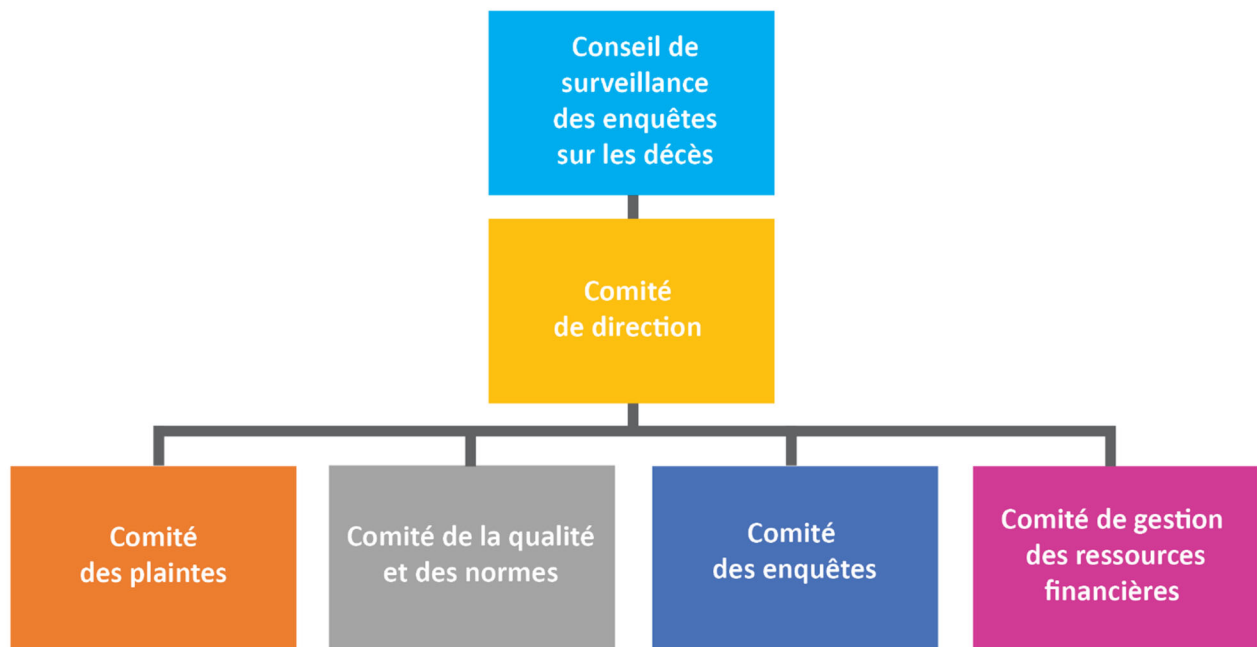 Conseil de
surveillance
des enquêtes
sur les décès
Comité
de direction
Comité
des plaintes
Comité de la qualité
et des normes
Comité
des enquêtes
Comité de gestion
des ressources
financières